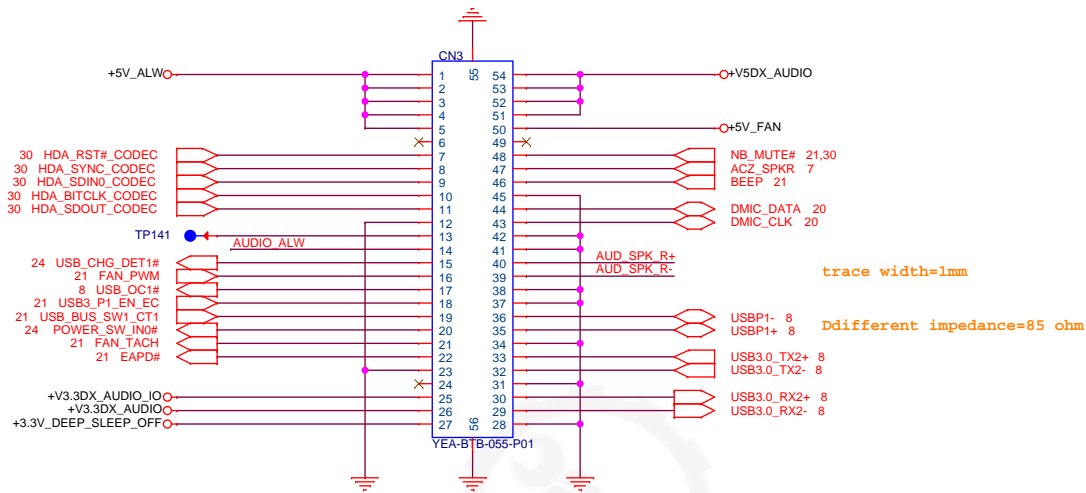 CN3
55
+5V_ALW 1 54 +V5DX_AUDIO
2 53
3 52
4 51
5 50 +5V_FAN
6 49
30 HDA_RST#_CODEC 7 48 NB_MUTE# 21,30
30 HDA_SYNC_CODEC 8 47 ACZ_SPKR 7
30 HDA_SDIN0_CODEC 9 46 BEEP 21
30 HDA_BITCLK_CODEC 10 45
30 HDA_SDOUT_CODEC 11 44 DMIC_DATA 20
12 43 DMIC_CLK 20
TP141 13 42
AUDIO_ALW 14 41
24 USB_CHG_DET1# 15 40 AUD_SPK_R+
21 FAN_PWM 16 39 AUD_SPK_R- trace width=1mm
8 USB_OC1# 17 38
21 USB3_P1_EN_EC 18 37
21 USB_BUS_SW1_CT1 19 36 USBP1- 8
24 POWER_SW_IN0# 20 35 USBP1+ 8 Ddifferent impedance=85 ohm
21 FAN_TACH 21 34
21 EAPD# 22 33 USB3.0_TX2+ 8
23 32 USB3.0_TX2- 8
24 31
+V3.3DX_AUDIO_IO 25 30 USB3.0_RX2+ 8
+V3.3DX_AUDIO 26 29 USB3.0_RX2- 8
+3.3V_DEEP_SLEEP_OFF 27 28
56
YEA-BTB-055-P01